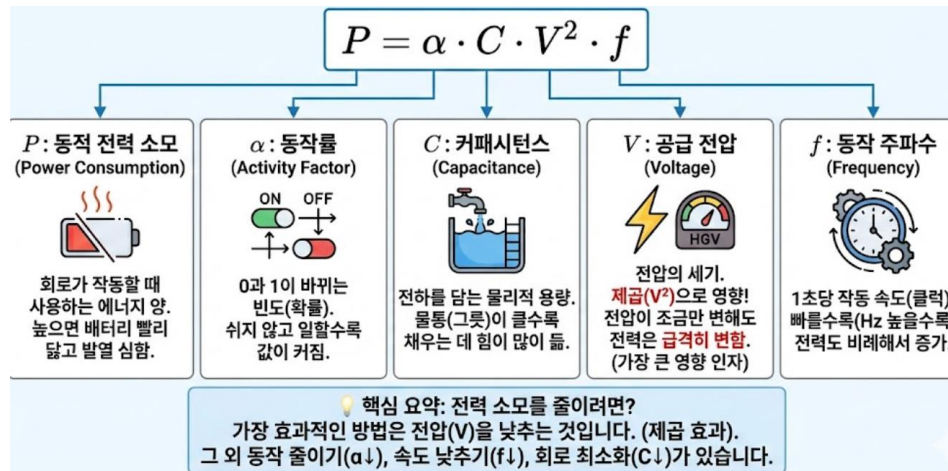 P = α · C · V² · f
P : 동적 전력 소모
(Power Consumption)
회로가 작동할 때
사용하는 에너지 양.
높으면 배터리 빨리
닳고 발열 심함.
α : 동작률
(Activity Factor)
ON OFF
0과 1이 바뀌는
빈도(확률).
쉬지 않고 일할수록
값이 커짐.
C : 커패시턴스
(Capacitance)
전하를 담는 물리적 용량.
물통(그릇)이 클수록
채우는 데 힘이 많이 듦.
V : 공급 전압
(Voltage)
HGV
전압의 세기.
제곱(V²)으로 영향!
전압이 조금만 변해도
전력은 급격히 변함.
(가장 큰 영향 인자)
f : 동작 주파수
(Frequency)
1초당 작동 속도(클럭)
빠를수록(Hz 높을수록
전력도 비례해서 증가
핵심 요약: 전력 소모를 줄이려면?
가장 효과적인 방법은 전압(V)을 낮추는 것입니다. (제곱 효과).
그 외 동작 줄이기(α↓), 속도 낮추기(f↓), 회로 최소화(C↓)가 있습니다.